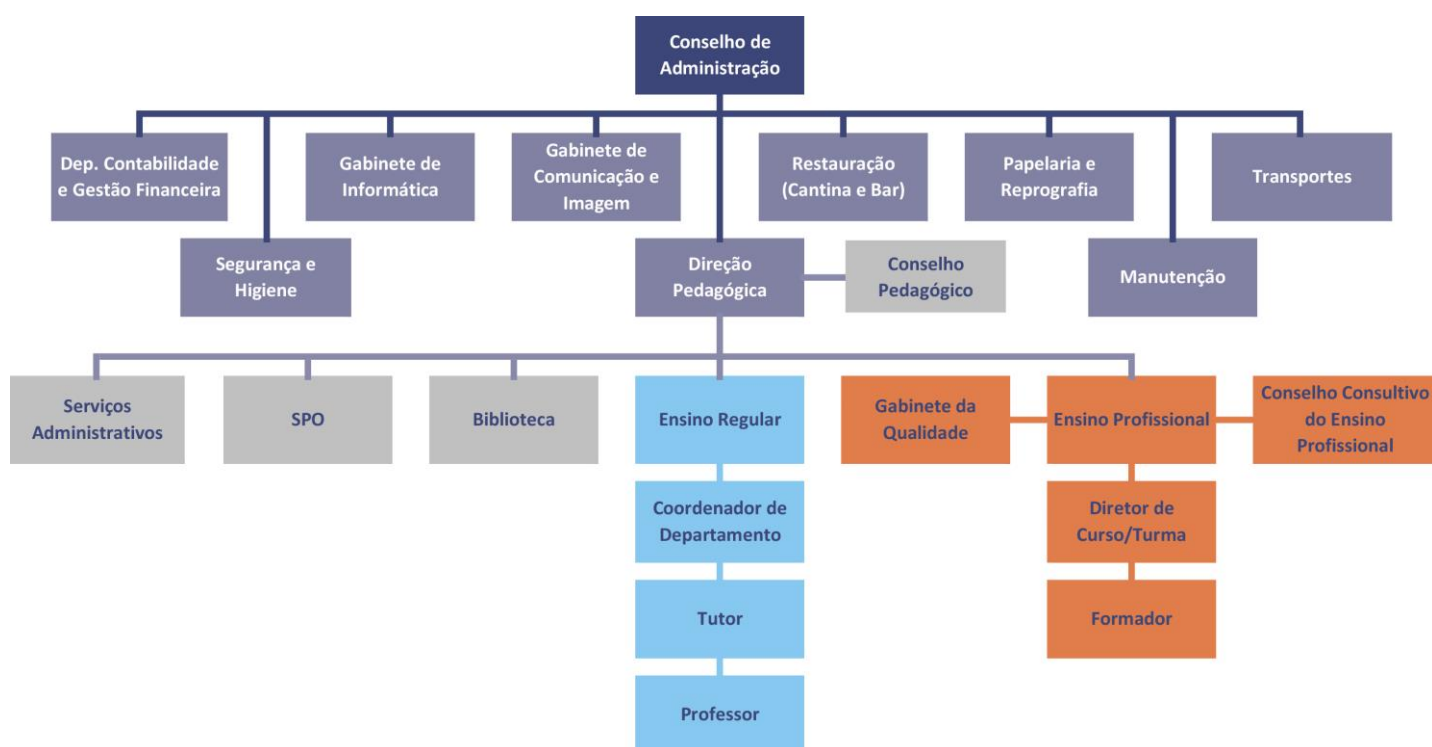 Conselho de
Administração
Dep. Contabilidade
e Gestão Financeira
Gabinete de
Informática
Gabinete de
Comunicação e
Imagem
Restauração
(Cantina e Bar)
Papelaria e
Reprografia
Transportes
Segurança e
Higiene
Direção
Pedagógica
Conselho
Pedagógico
Manutenção
Serviços
Administrativos
SPO
Biblioteca
Ensino Regular
Gabinete da
Qualidade
Ensino Profissional
Conselho Consultivo
do Ensino
Profissional
Coordenador de
Departamento
Diretor de
Curso/Turma
Tutor
Formador
Professor